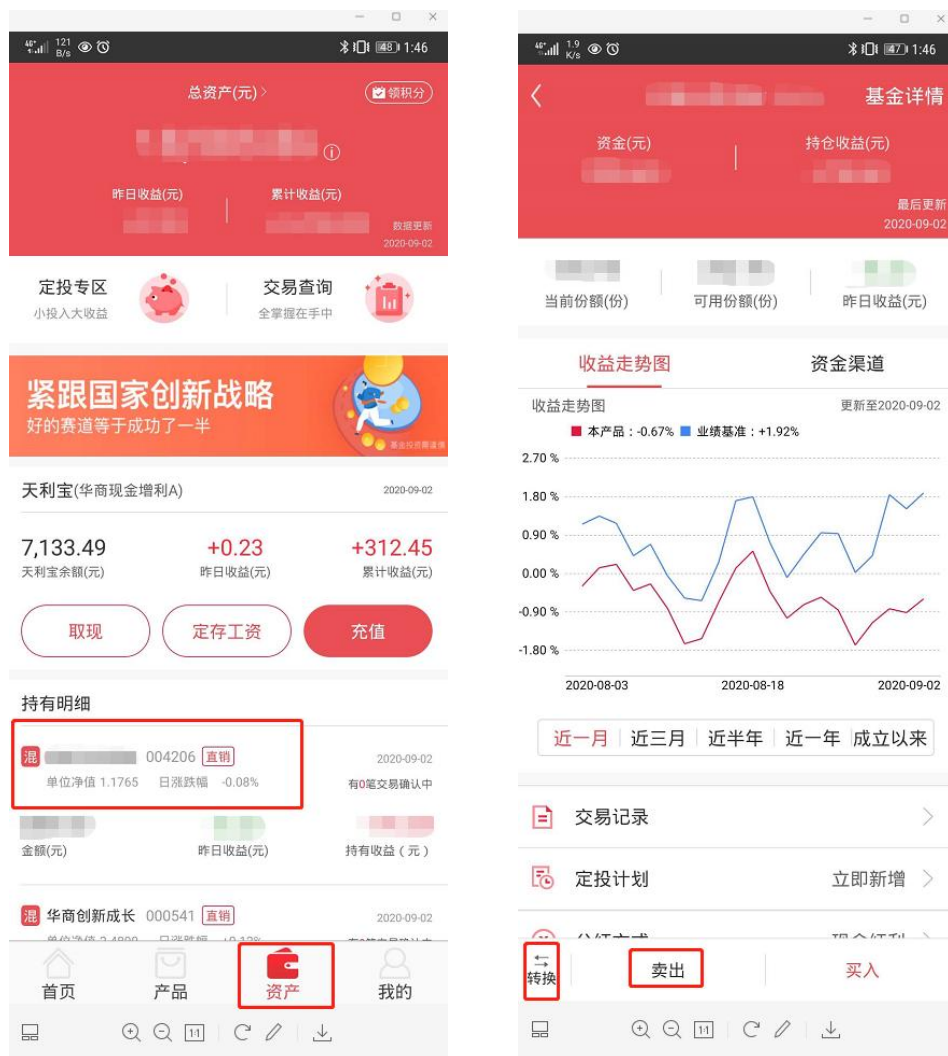 121
B/s
48
1:46
总资产(元)
领积分
昨日收益(元)
累计收益(元)
数据更新
2020-09-02
定投专区
小投入大收益
交易查询
全掌握在手中
紧跟国家创新战略
好的赛道等于成功了一半
天利宝(华商现金增利A)
2020-09-02
7,133.49
+0.23
+312.45
天利宝余额(元)
昨日收益(元)
累计收益(元)
取现
定存工资
充值
持有明细
混
004206
直销
2020-09-02
单位净值 1.1765
日涨跌幅 -0.08%
有0笔交易确认中
金额(元)
昨日收益(元)
持有收益(元)
混 华商创新成长 000541 直销
2020-09-02
首页
产品
资产
我的
1:1
1.9
K/s
47
1:46
基金详情
资金(元)
持仓收益(元)
最后更新
2020-09-02
当前份额(份)
可用份额(份)
昨日收益(元)
收益走势图
资金渠道
收益走势图
更新至2020-09-02
本产品:-0.67%
业绩基准:+1.92%
2.70 %
1.80 %
0.90 %
0.00 %
-0.90 %
-1.80 %
2020-08-03
2020-08-18
2020-09-02
近一月
近三月
近半年
近一年
成立以来
交易记录
定投计划
立即新增
转换
卖出
买入
1:1